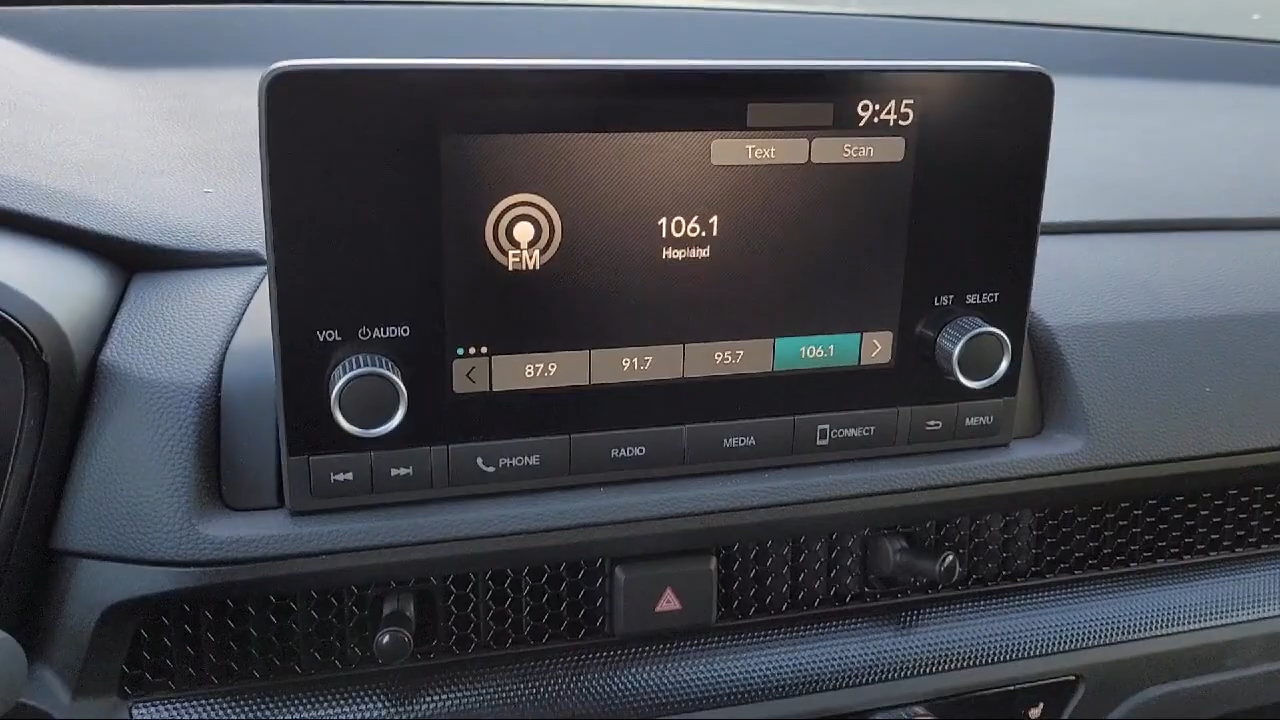 9:45
Text Scan
FM
106.1
VOL AUDIO
LIST SELECT
87.9 91.7 95.7 106.1
PHONE RADIO MEDIA CONNECT MENU